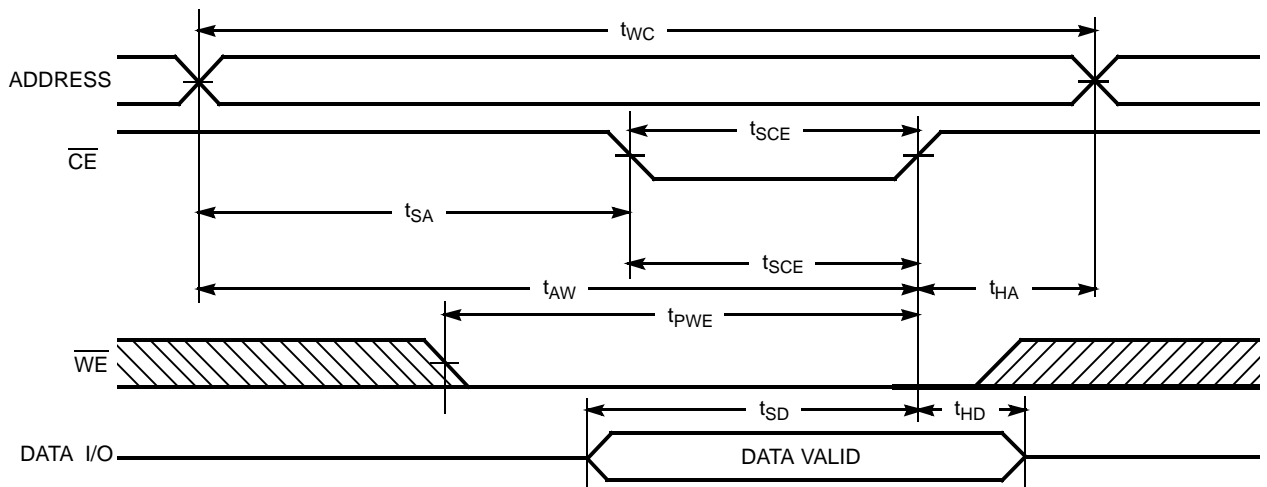 tWC
ADDRESS
tSCE
CE
tSA
tSCE
tAW
tHA
tPWE
WE
tSD
tHD
DATA I/O
DATA VALID